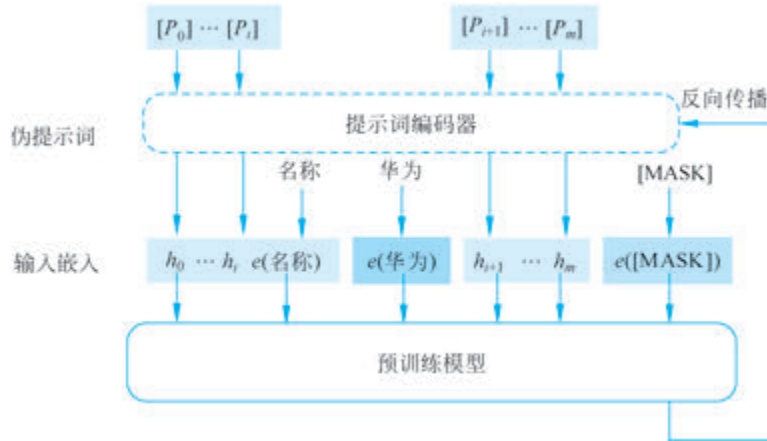 [P₀] ⋯ [Pᵢ] [Pᵢ₊₁] ⋯ [Pₘ]
反向传播
提示词编码器
伪提示词
名称 华为 [MASK]
输入嵌入 h₀ ⋯ hᵢ e(名称) e(华为) hᵢ₊₁ ⋯ hₘ e([MASK])
预训练模型